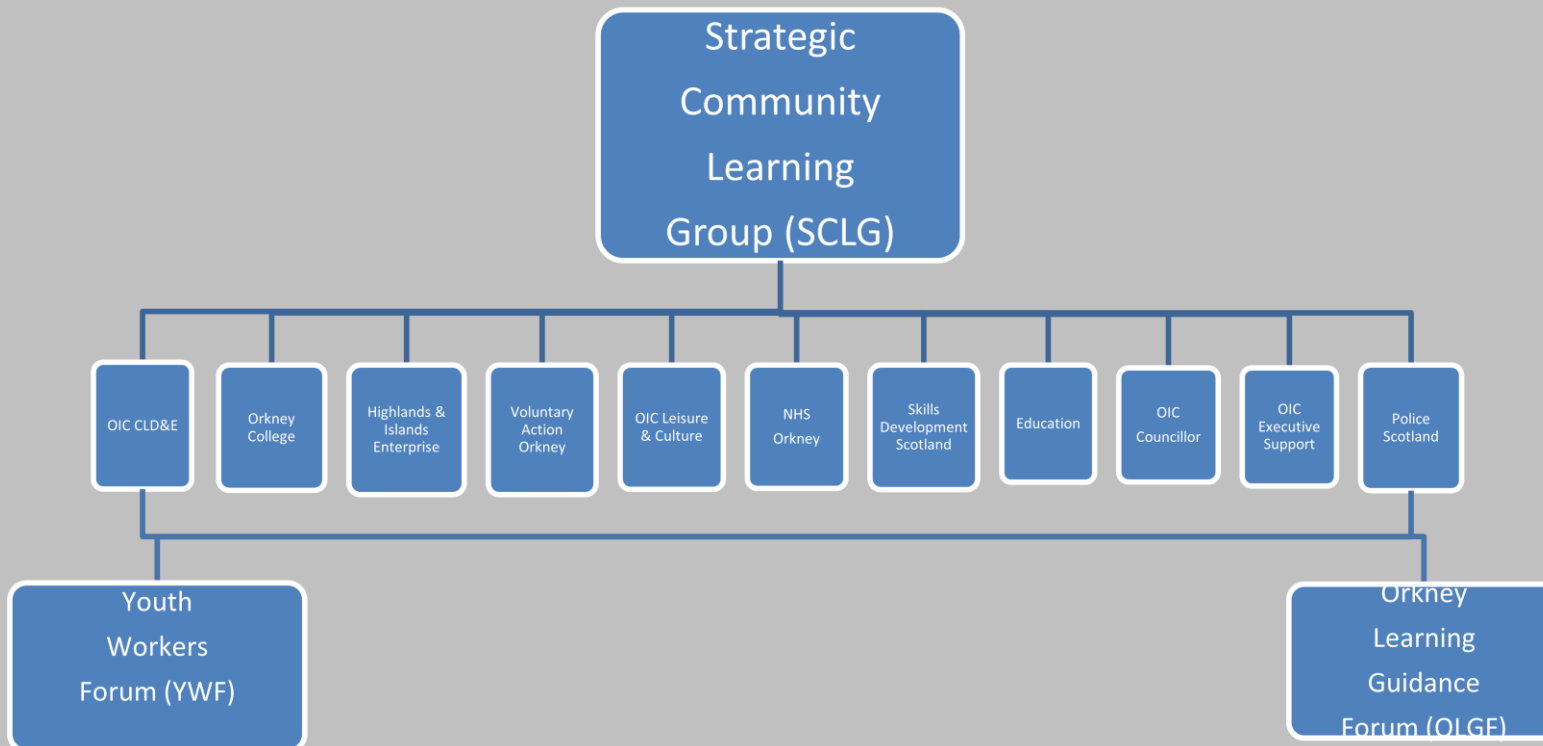 Strategic
Community
Learning
Group (SCLG)
OIC CLD&E
Orkney
College
Highlands &
Islands
Enterprise
Voluntary
Action
Orkney
OIC Leisure
& Culture
NHS
Orkney
Skills
Development
Scotland
Education
OIC
Councillor
OIC
Executive
Support
Police
Scotland
Youth
Workers
Forum (YWF)
Orkney
Learning
Guidance
Forum (OLGF)